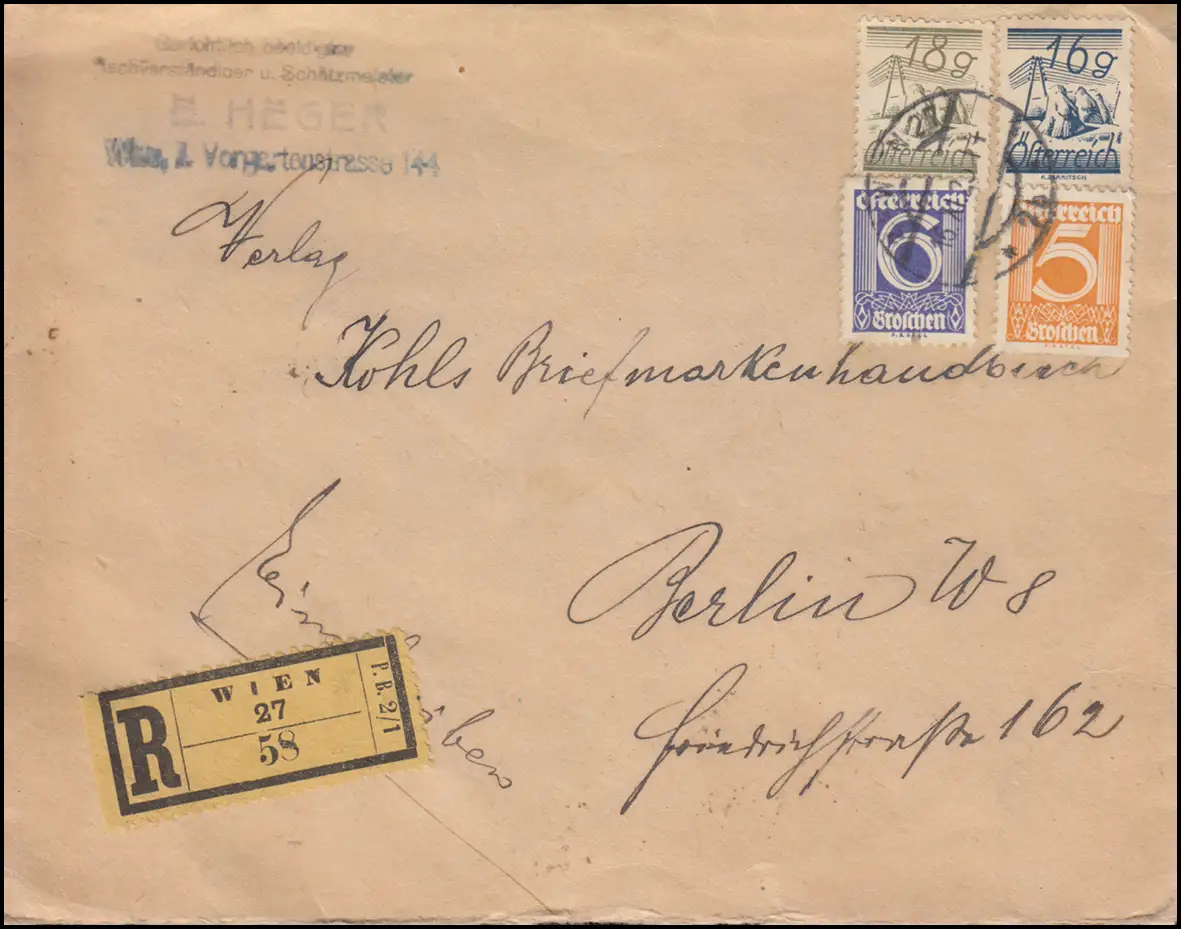 Gerichtlich beeidigter
Sachverständiger u. Schätzmeister
E. HEGER
Wien, Vorgartenstrasse 144
18g
Österreich
16g
Österreich
Österreich
6
Groschen
Österreich
5
Groschen
Verlag
Kohls Briefmarkenhandbuch
Berlin W 8
Friedrichstraße 162
R
WIEN
27
58
P.B. 2/1